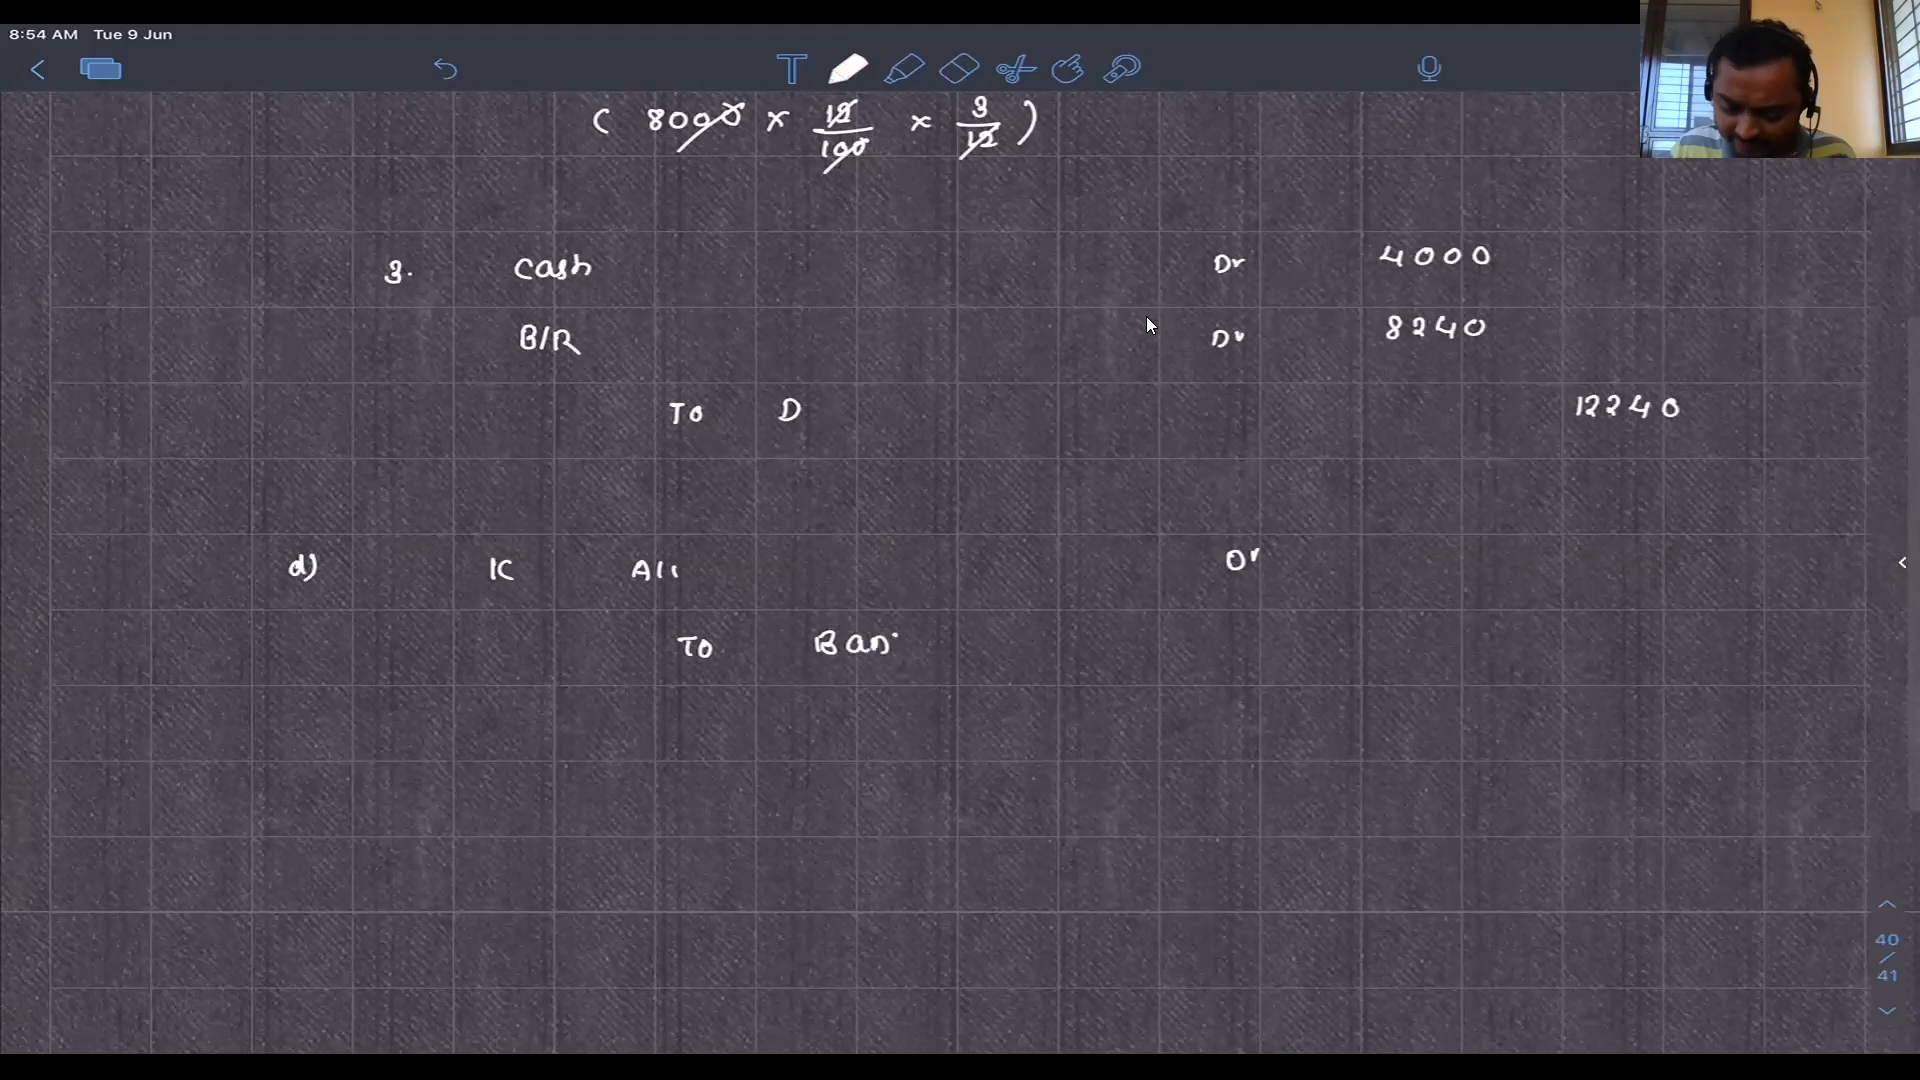 8:54 AM Tue 9 Jun
( 8000 x 12/100 x 3/12 )
3. Cash Dr 4000
B/R Dr 8240
To D 12240
d) K A/c Dr
To Ban
40
/
41